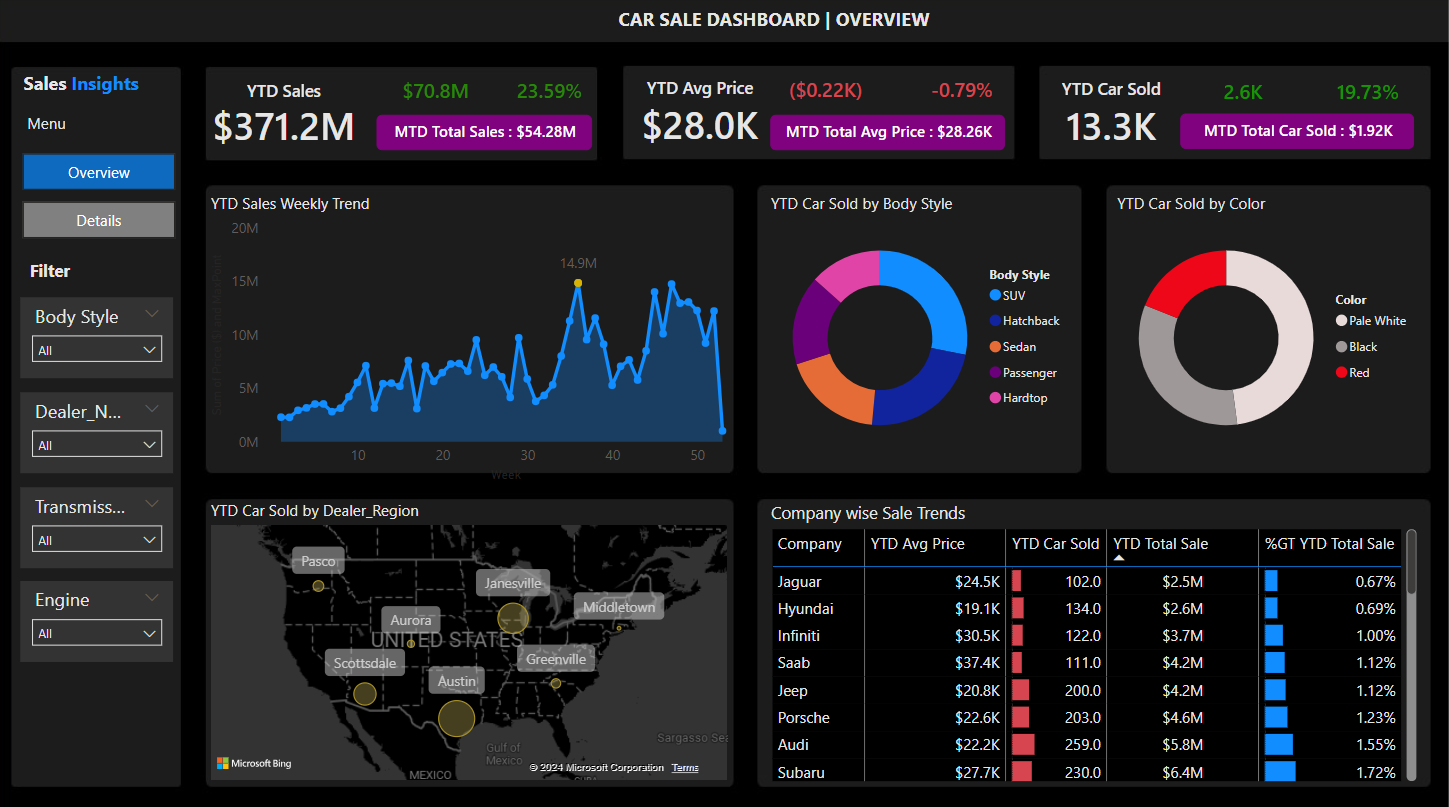 CAR SALE DASHBOARD | OVERVIEW
Sales Insights
Menu
Overview
Details
Filter
Body Style
All
Dealer_N...
All
Transmiss...
All
Engine
All
YTD Sales
$70.8M
23.59%
$371.2M
MTD Total Sales : $54.28M
YTD Avg Price
($0.22K)
-0.79%
$28.0K
MTD Total Avg Price : $28.26K
YTD Car Sold
2.6K
19.73%
13.3K
MTD Total Car Sold : $1.92K
YTD Sales Weekly Trend
20M
15M
10M
5M
0M
14.9M
10 20 30 40 50
Week
YTD Car Sold by Body Style
Body Style
SUV
Hatchback
Sedan
Passenger
Hardtop
YTD Car Sold by Color
Color
Pale White
Black
Red
YTD Car Sold by Dealer_Region
Pasco
Janesville
Middletown
Aurora
UNITED STATES
Scottsdale
Greenville
Austin
Sargasso Sea
Gulf of
Mexico
MEXICO
CUBA
Microsoft Bing
© 2024 Microsoft Corporation Terms
Company wise Sale Trends
Company YTD Avg Price YTD Car Sold YTD Total Sale %GT YTD Total Sale
Jaguar $24.5K 102.0 $2.5M 0.67%
Hyundai $19.1K 134.0 $2.6M 0.69%
Infiniti $30.5K 122.0 $3.7M 1.00%
Saab $37.4K 111.0 $4.2M 1.12%
Jeep $20.8K 200.0 $4.2M 1.12%
Porsche $22.6K 203.0 $4.6M 1.23%
Audi $22.2K 259.0 $5.8M 1.55%
Subaru $27.7K 230.0 $6.4M 1.72%